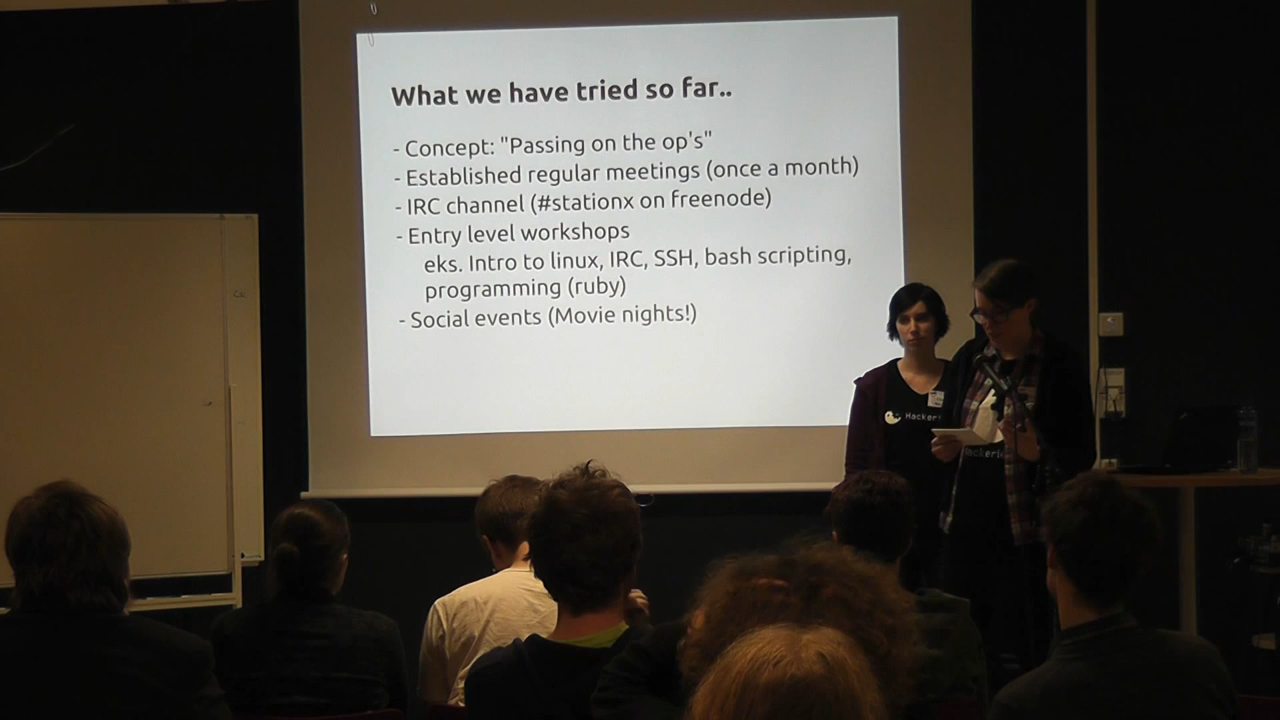 What we have tried so far..
- Concept: "Passing on the op's"
- Established regular meetings (once a month)
- IRC channel (#stationx on freenode)
- Entry level workshops
eks. Intro to linux, IRC, SSH, bash scripting,
programming (ruby)
- Social events (Movie nights!)